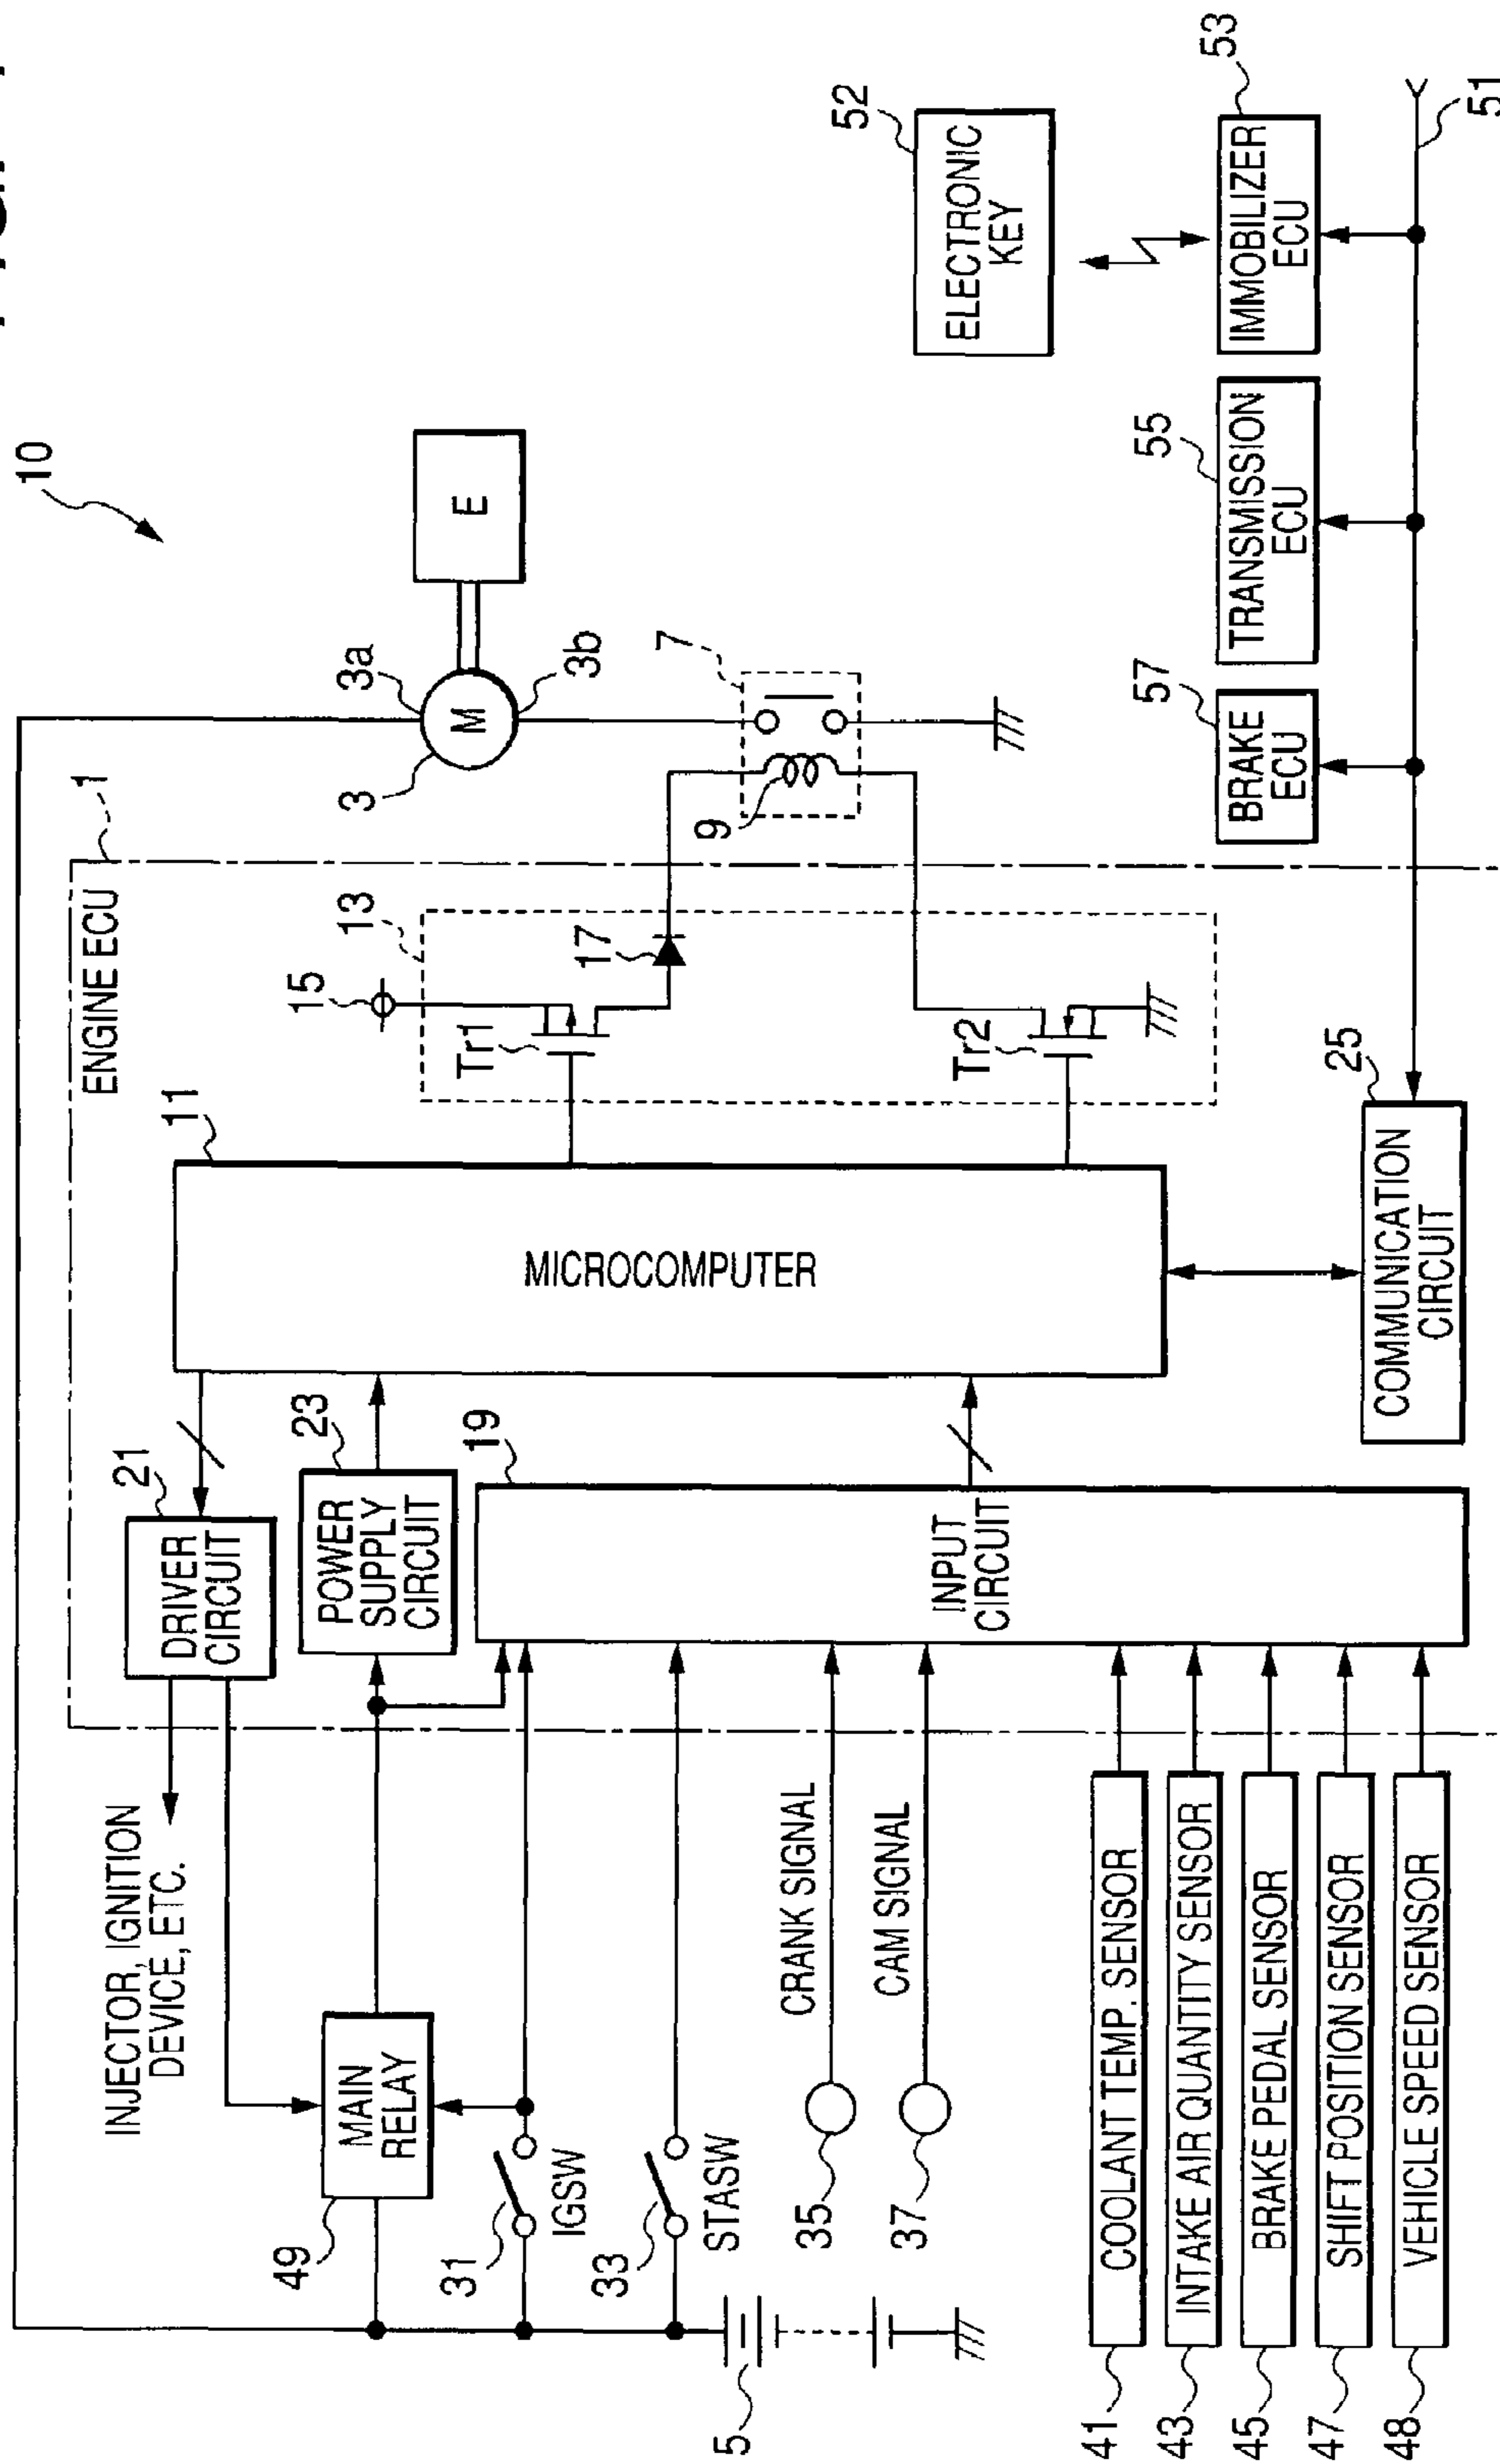 10
1
ENGINE ECU
INJECTOR, IGNITION
DEVICE, ETC.
21
DRIVER
CIRCUIT
11
MICROCOMPUTER
49
MAIN
RELAY
23
POWER
SUPPLY
CIRCUIT
15
13
Tr1
17
Tr2
3
3a
3b
M
E
7
9
31
IGSW
33
STASW
19
INPUT
CIRCUIT
5
35
CRANK SIGNAL
37
CAM SIGNAL
52
ELECTRONIC
KEY
41
COOLANT TEMP. SENSOR
43
INTAKE AIR QUANTITY SENSOR
45
BRAKE PEDAL SENSOR
47
SHIFT POSITION SENSOR
48
VEHICLE SPEED SENSOR
25
COMMUNICATION
CIRCUIT
57
BRAKE
ECU
55
TRANSMISSION
ECU
53
IMMOBILIZER
ECU
51